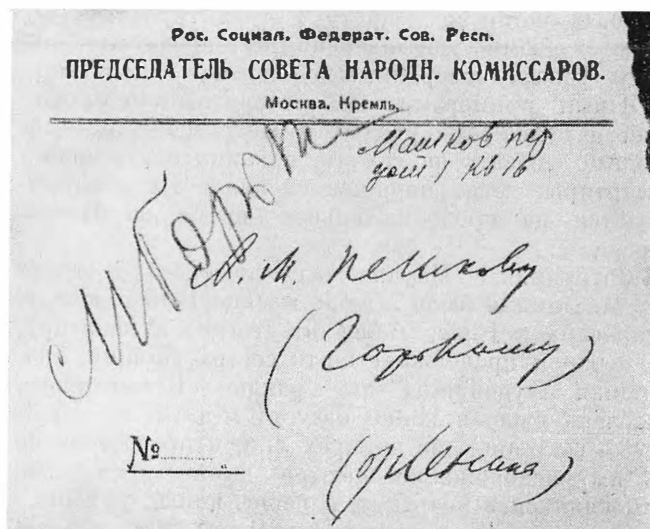 Рос. Социал. Федерат. Сов. Респ.
ПРЕДСЕДАТЕЛЬ СОВЕТА НАРОДН. КОМИССАРОВ.
Москва. Кремль.
Машков пер
дом 1 кв 16
А. М. Пешкову
(Горькому)
№
(от Ленина)